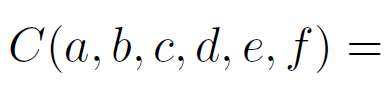 C(a, b, c, d, e, f) =